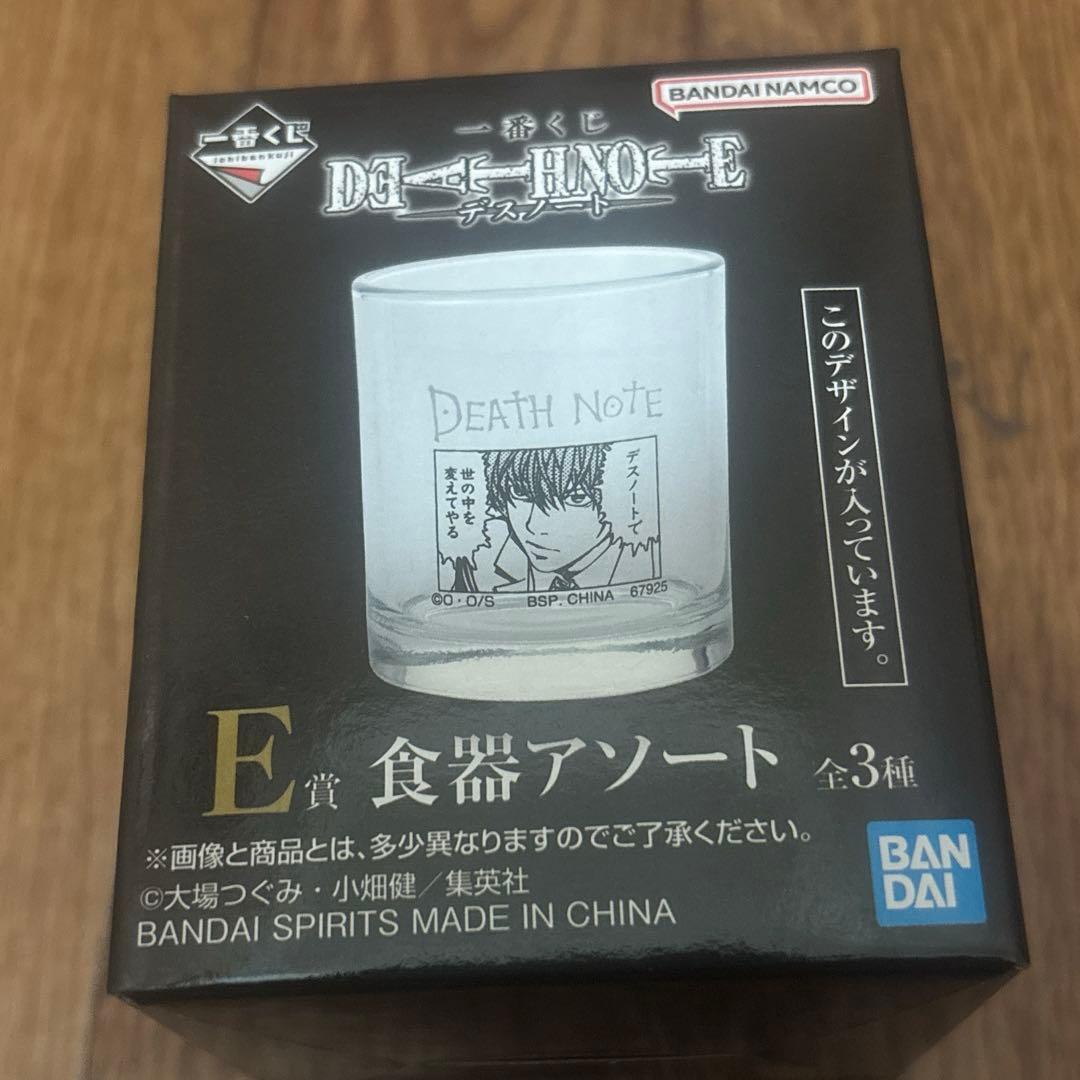 一番くじ
ichibankuji
BANDAI NAMCO
一番くじ
DEATH NOTE
デスノート
このデザインが入っています。
DEATH NOTE
デスノートで
世の中を
変えてやる
©O・O/S BSP. CHINA 67925
E賞 食器アソート 全3種
※画像と商品とは、多少異なりますのでご了承ください。
©大場つぐみ・小畑健／集英社
BANDAI SPIRITS MADE IN CHINA
BAN
DAI